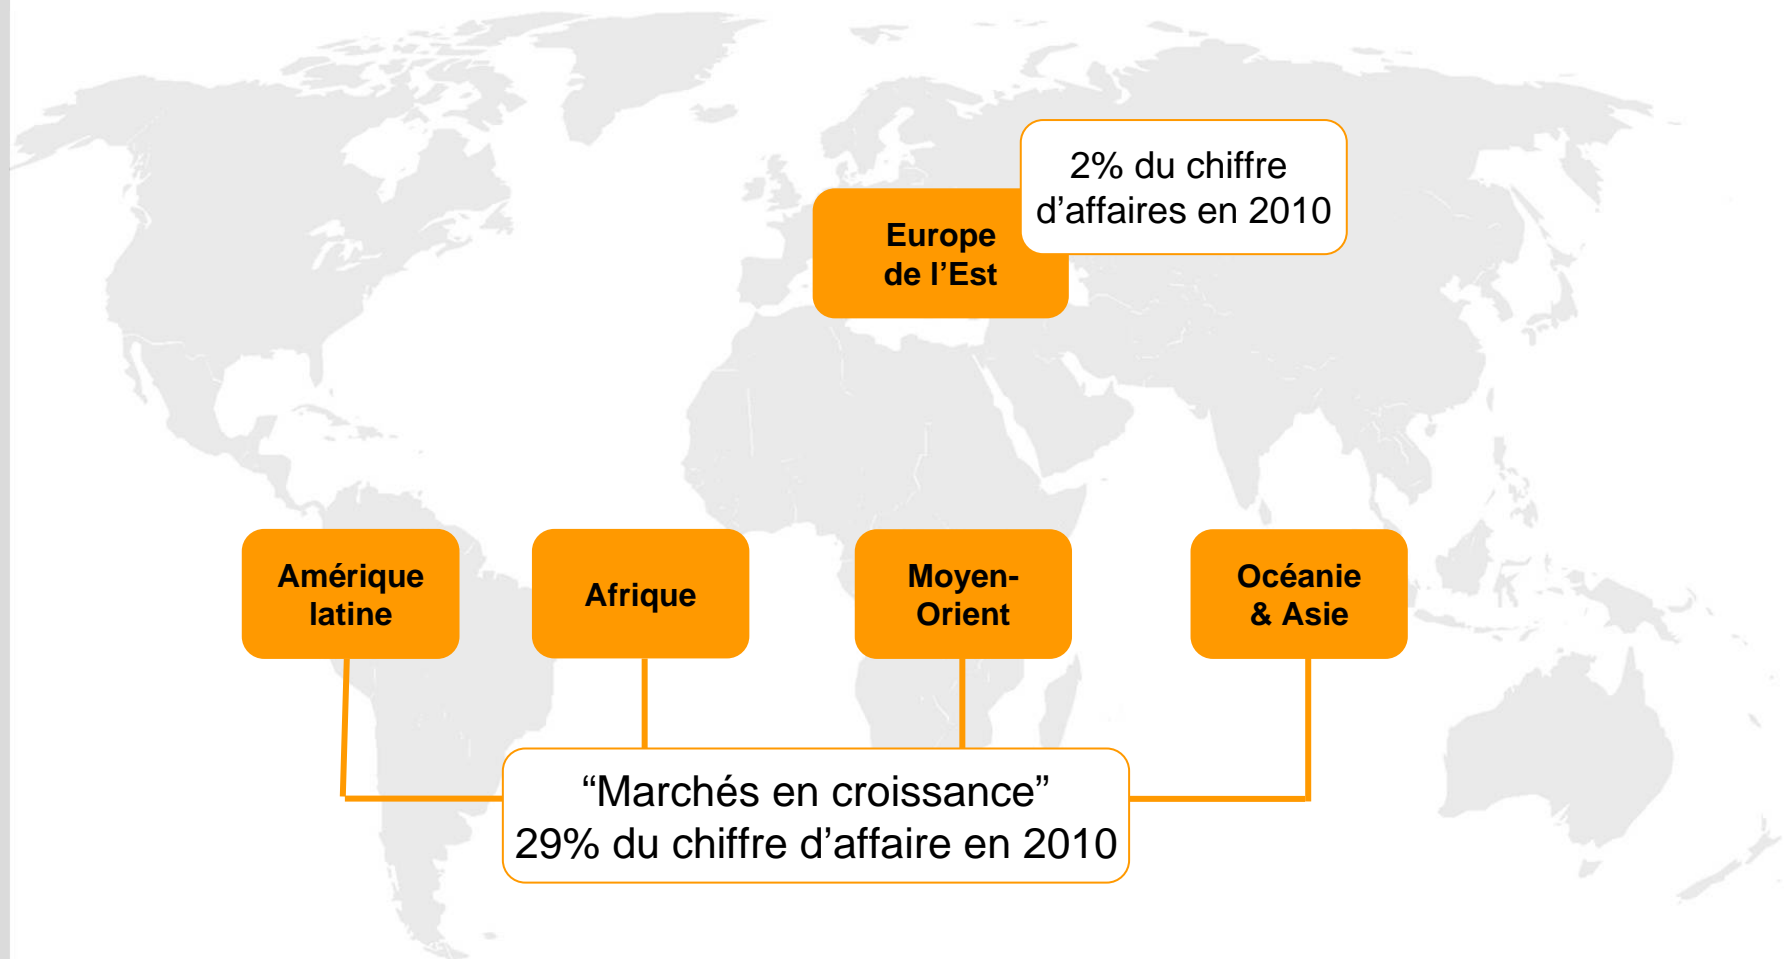 2% du chiffre
d’affaires en 2010
Europe
de l’Est
Amérique
latine
Afrique
Moyen-
Orient
Océanie
& Asie
“Marchés en croissance”
29% du chiffre d’affaire en 2010